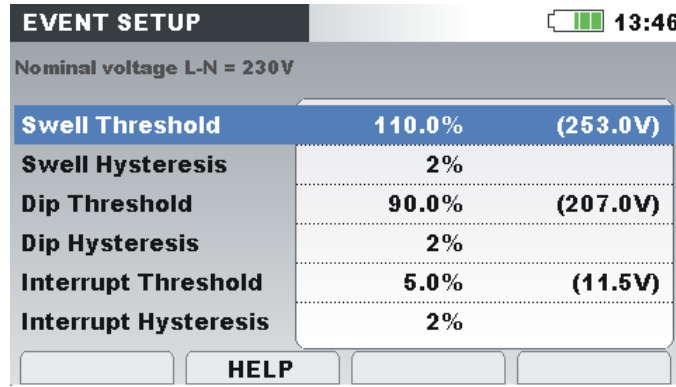 EVENT SETUP 13:46
Nominal voltage L-N = 230V
Swell Threshold 110.0% (253.0V)
Swell Hysteresis 2%
Dip Threshold 90.0% (207.0V)
Dip Hysteresis 2%
Interrupt Threshold 5.0% (11.5V)
Interrupt Hysteresis 2%
HELP